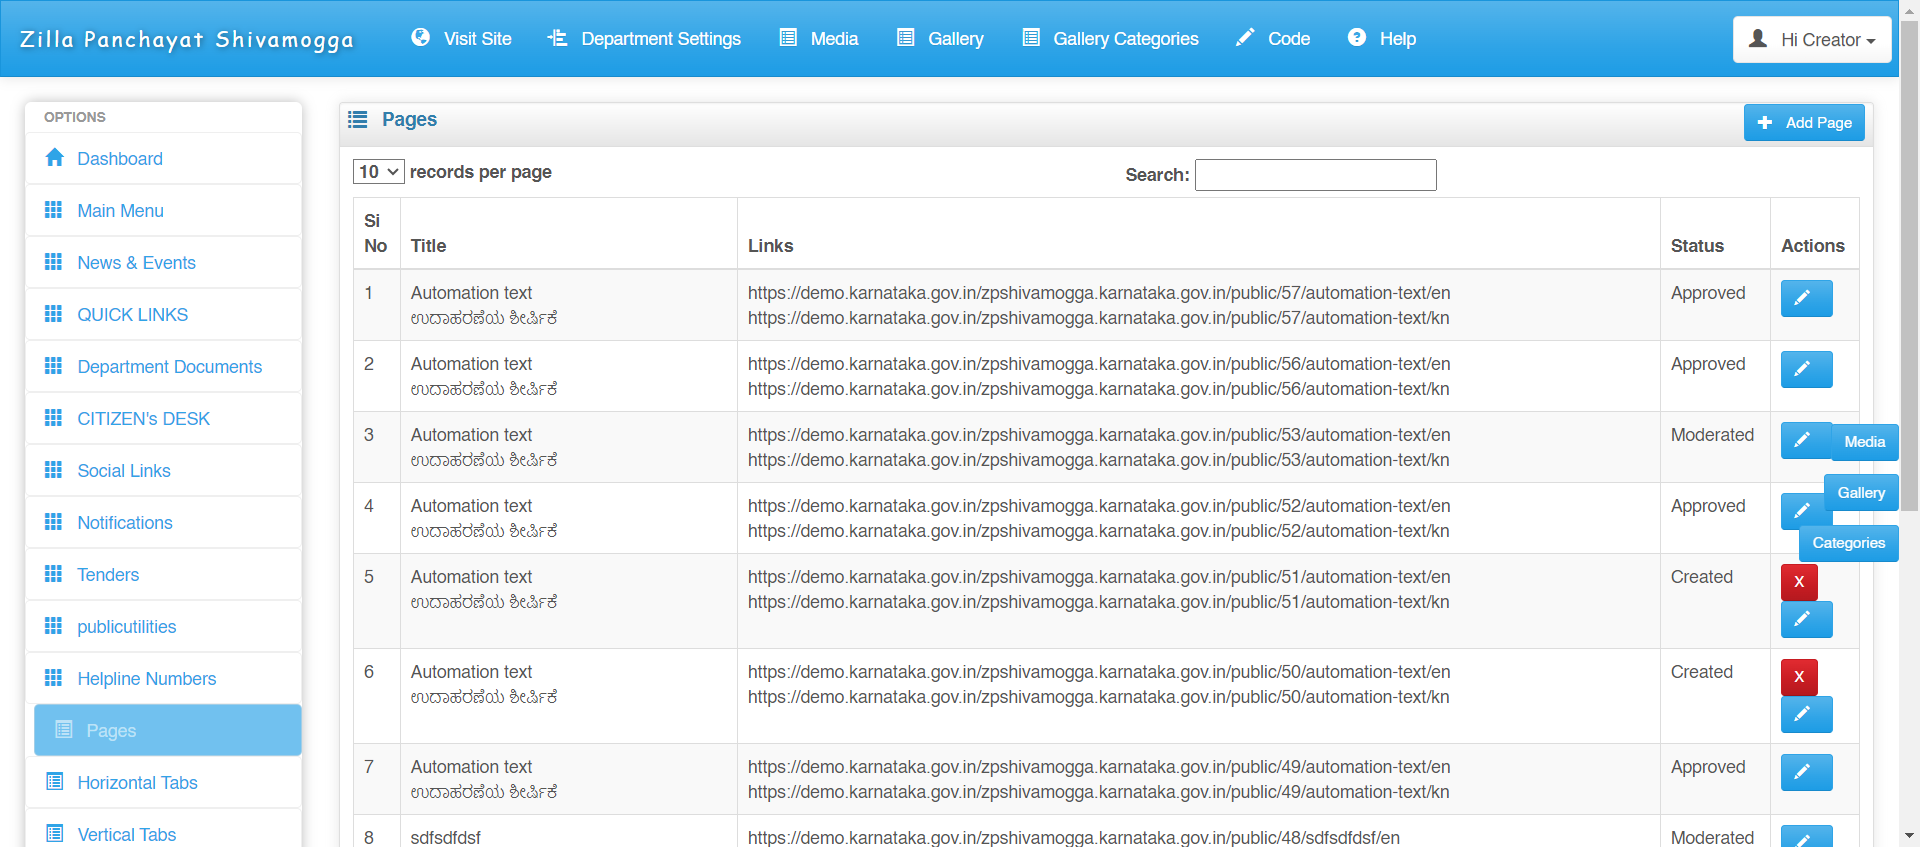 Zilla Panchayat Shivamogga
Visit Site
Department Settings
Media
Gallery
Gallery Categories
Code
Help
Hi Creator
OPTIONS
Dashboard
Main Menu
News & Events
QUICK LINKS
Department Documents
CITIZEN's DESK
Social Links
Notifications
Tenders
publicutilities
Helpline Numbers
Pages
Horizontal Tabs
Vertical Tabs
Pages
Add Page
10 records per page
Search:
Si No Title Links Status Actions
1 Automation text https://demo.karnataka.gov.in/zpshivamogga.karnataka.gov.in/public/57/automation-text/en Approved
ಉದಾಹರಣೆಯ ಶೀರ್ಷಿಕೆ https://demo.karnataka.gov.in/zpshivamogga.karnataka.gov.in/public/57/automation-text/kn
2 Automation text https://demo.karnataka.gov.in/zpshivamogga.karnataka.gov.in/public/56/automation-text/en Approved
ಉದಾಹರಣೆಯ ಶೀರ್ಷಿಕೆ https://demo.karnataka.gov.in/zpshivamogga.karnataka.gov.in/public/56/automation-text/kn
3 Automation text https://demo.karnataka.gov.in/zpshivamogga.karnataka.gov.in/public/53/automation-text/en Moderated
ಉದಾಹರಣೆಯ ಶೀರ್ಷಿಕೆ https://demo.karnataka.gov.in/zpshivamogga.karnataka.gov.in/public/53/automation-text/kn
Media
4 Automation text https://demo.karnataka.gov.in/zpshivamogga.karnataka.gov.in/public/52/automation-text/en Approved
ಉದಾಹರಣೆಯ ಶೀರ್ಷಿಕೆ https://demo.karnataka.gov.in/zpshivamogga.karnataka.gov.in/public/52/automation-text/kn
Gallery
Categories
5 Automation text https://demo.karnataka.gov.in/zpshivamogga.karnataka.gov.in/public/51/automation-text/en Created X
ಉದಾಹರಣೆಯ ಶೀರ್ಷಿಕೆ https://demo.karnataka.gov.in/zpshivamogga.karnataka.gov.in/public/51/automation-text/kn
6 Automation text https://demo.karnataka.gov.in/zpshivamogga.karnataka.gov.in/public/50/automation-text/en Created X
ಉದಾಹರಣೆಯ ಶೀರ್ಷಿಕೆ https://demo.karnataka.gov.in/zpshivamogga.karnataka.gov.in/public/50/automation-text/kn
7 Automation text https://demo.karnataka.gov.in/zpshivamogga.karnataka.gov.in/public/49/automation-text/en Approved
ಉದಾಹರಣೆಯ ಶೀರ್ಷಿಕೆ https://demo.karnataka.gov.in/zpshivamogga.karnataka.gov.in/public/49/automation-text/kn
8 sdfsdfdsf https://demo.karnataka.gov.in/zpshivamogga.karnataka.gov.in/public/48/sdfsdfdsf/en Moderated